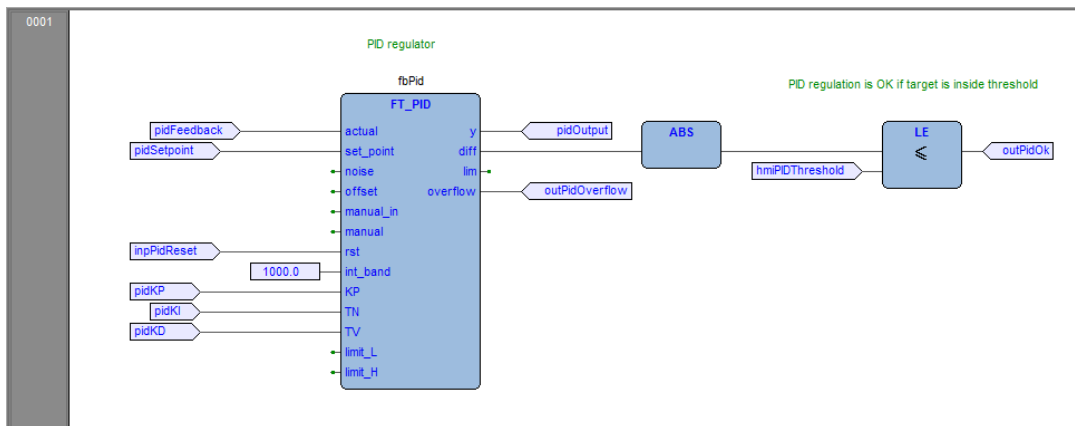 0001
PID regulator
fbPid
PID regulation is OK if target is inside threshold
FT_PID
ABS
LE
pidFeedback
actual
y
pidOutput
pidSetpoint
set_point
diff
≤
outPidOk
noise
lim
hmiPIDThreshold
offset
overflow
outPidOverflow
manual_in
manual
inpPidReset
rst
1000.0
int_band
pidKP
KP
pidKI
TN
pidKD
TV
limit_L
limit_H